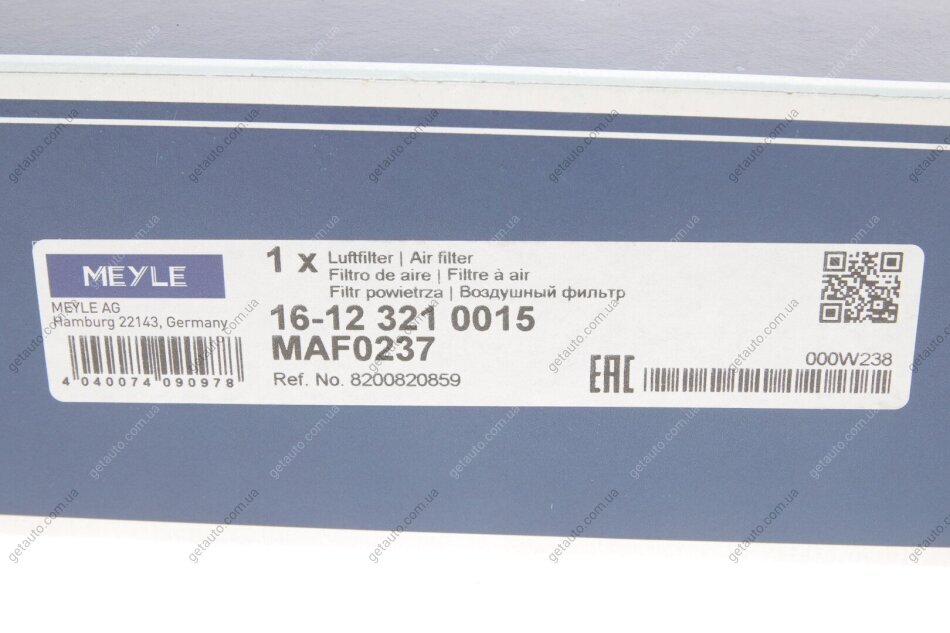 MEYLE
MEYLE AG
Hamburg 22143, Germany
4 040074 090978
1 x Luftfilter | Air filter
Filtro de aire | Filtre à air
Filtr powietrza | Воздушный фильтр
16-12 321 0015
MAF0237
Ref. No. 8200820859
EAC
000W238
getauto.com.ua